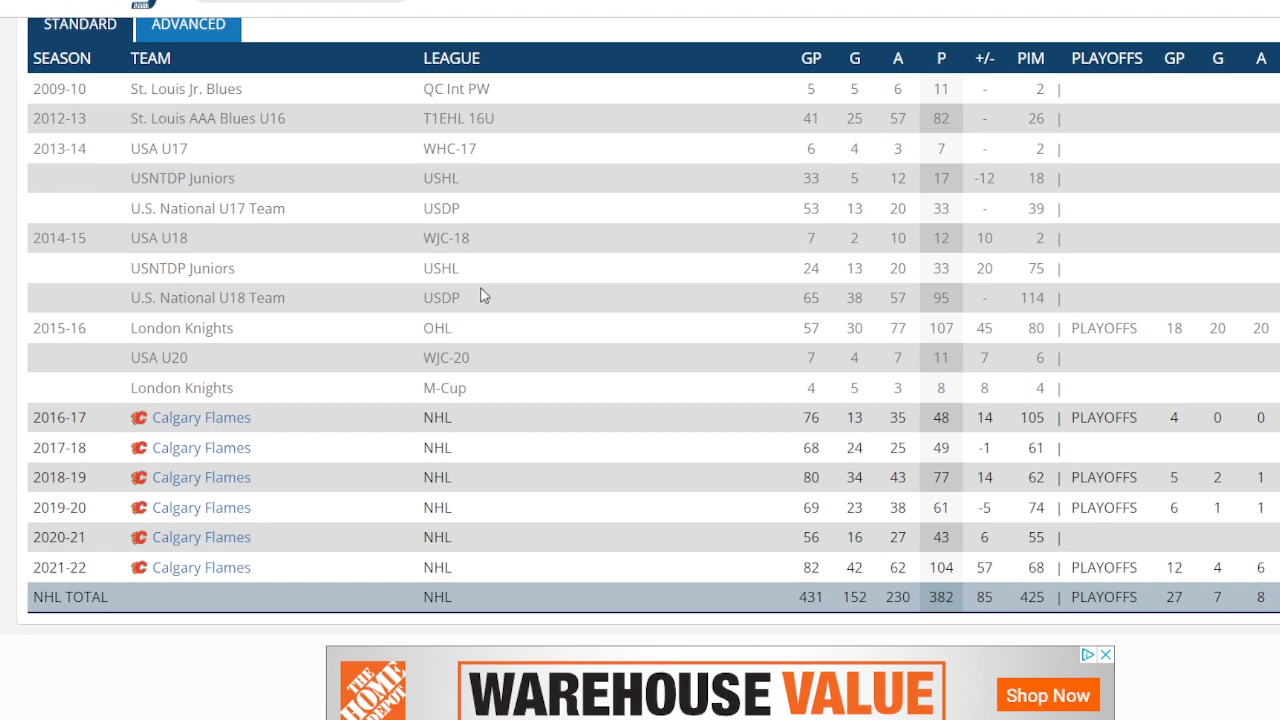 STANDARD ADVANCED
SEASON TEAM LEAGUE GP G A P +/- PIM PLAYOFFS GP G A
2009-10 St. Louis Jr. Blues QC Int PW 5 5 6 11 - 2 |
2012-13 St. Louis AAA Blues U16 T1EHL 16U 41 25 57 82 - 26 |
2013-14 USA U17 WHC-17 6 4 3 7 - 2 |
USNTDP Juniors USHL 33 5 12 17 -12 18 |
U.S. National U17 Team USDP 53 13 20 33 - 39 |
2014-15 USA U18 WJC-18 7 2 10 12 10 2 |
USNTDP Juniors USHL 24 13 20 33 20 75 |
U.S. National U18 Team USDP 65 38 57 95 - 114 |
2015-16 London Knights OHL 57 30 77 107 45 80 | PLAYOFFS 18 20 20
USA U20 WJC-20 7 4 7 11 7 6 |
London Knights M-Cup 4 5 3 8 8 4 |
2016-17 Calgary Flames NHL 76 13 35 48 14 105 | PLAYOFFS 4 0 0
2017-18 Calgary Flames NHL 68 24 25 49 -1 61 |
2018-19 Calgary Flames NHL 80 34 43 77 14 62 | PLAYOFFS 5 2 1
2019-20 Calgary Flames NHL 69 23 38 61 -5 74 | PLAYOFFS 6 1 1
2020-21 Calgary Flames NHL 56 16 27 43 6 55 |
2021-22 Calgary Flames NHL 82 42 62 104 57 68 | PLAYOFFS 12 4 6
NHL TOTAL NHL 431 152 230 382 85 425 | PLAYOFFS 27 7 8
THE HOME DEPOT
WAREHOUSE VALUE
Shop Now